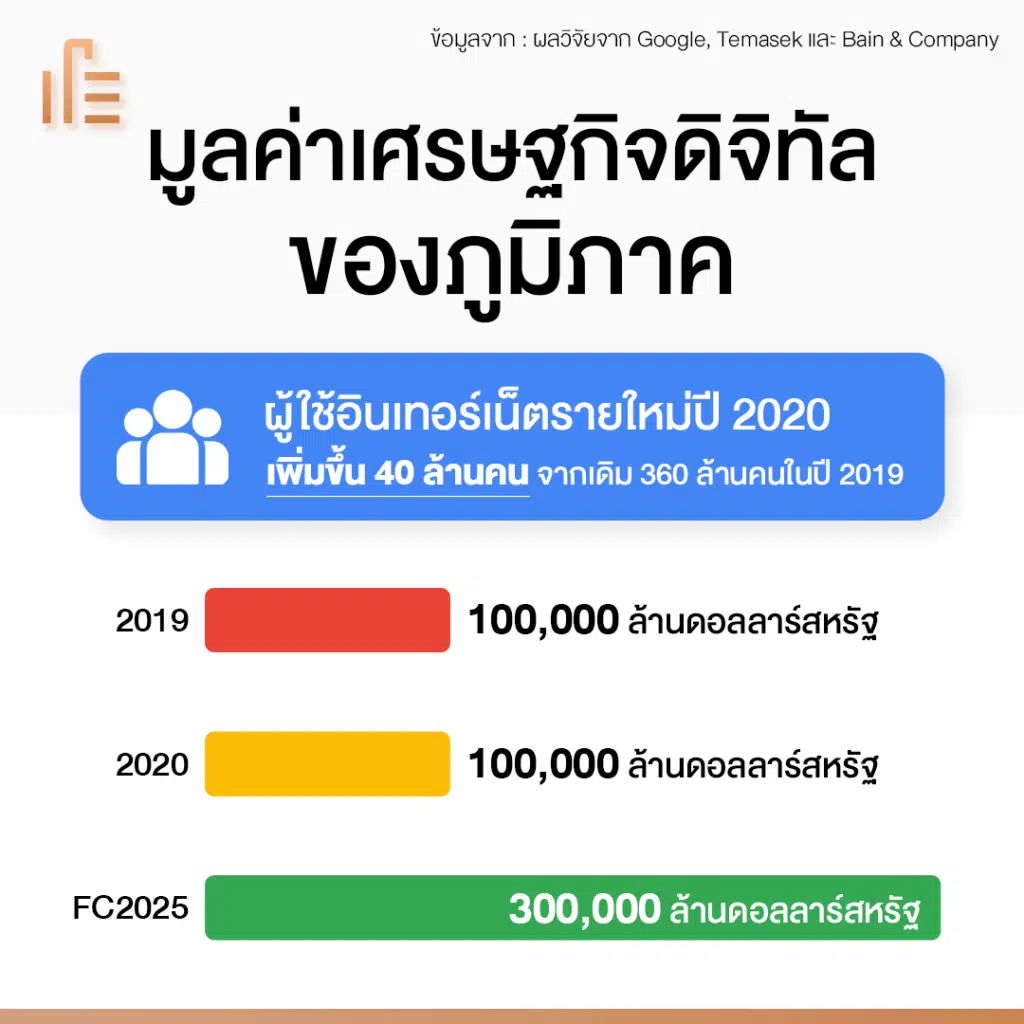 ข้อมูลจาก : ผลวิจัยจาก Google, Temasek และ Bain & Company
มูลค่าเศรษฐกิจดิจิทัล
ของภูมิภาค
ผู้ใช้อินเทอร์เน็ตรายใหม่ปี 2020
เพิ่มขึ้น 40 ล้านคน จากเดิม 360 ล้านคนในปี 2019
2019 100,000 ล้านดอลลาร์สหรัฐ
2020 100,000 ล้านดอลลาร์สหรัฐ
FC2025 300,000 ล้านดอลลาร์สหรัฐ